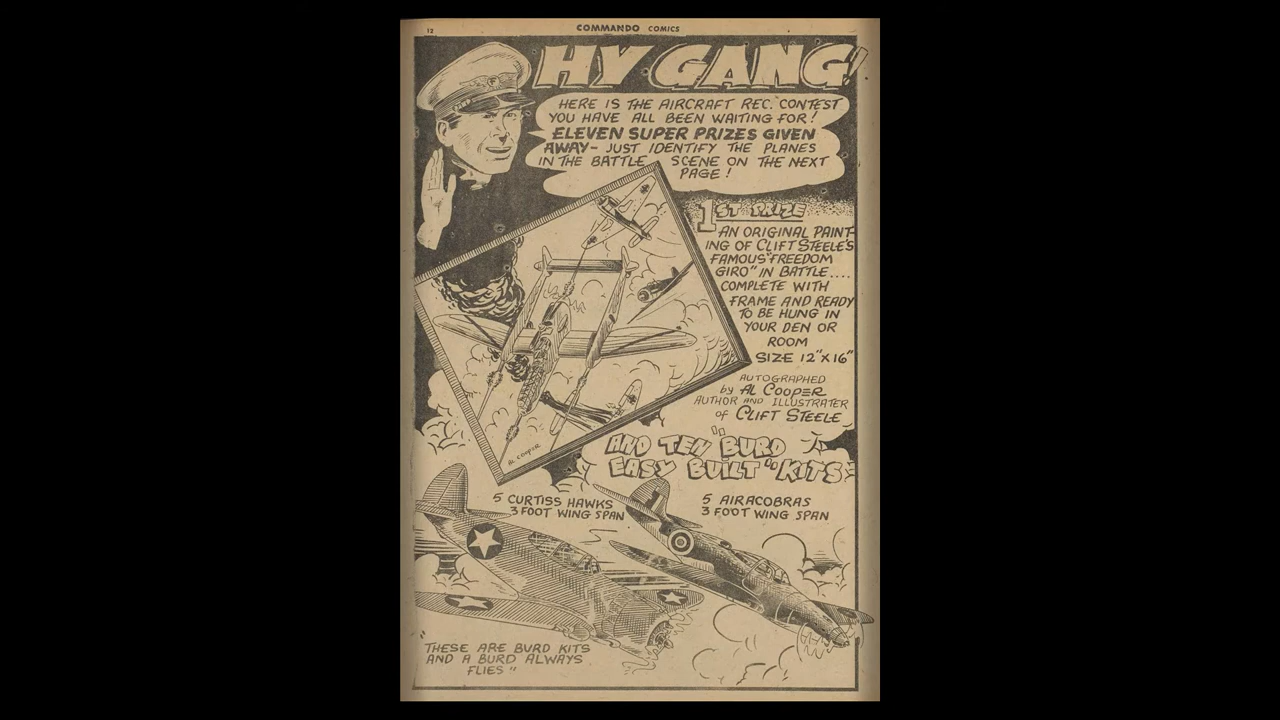 12
COMMANDO COMICS
HY GANG!
HERE IS THE AIRCRAFT REC. CONTEST
YOU HAVE ALL BEEN WAITING FOR!
ELEVEN SUPER PRIZES GIVEN
AWAY- JUST IDENTIFY THE PLANES
IN THE BATTLE SCENE ON THE NEXT
PAGE!
1ST PRIZE
AN ORIGINAL PAINT-
ING OF CLIFT STEELE'S
FAMOUS "FREEDOM
GIRO" IN BATTLE....
COMPLETE WITH
FRAME AND READY
TO BE HUNG IN
YOUR DEN OR
ROOM
SIZE 12"X16"
AUTOGRAPHED
by AL COOPER
AUTHOR AND ILLUSTRATER
OF CLIFT STEELE
AL COOPER
AND TEN "BURD
EASY BUILT" KITS
5 CURTISS HAWKS
3 FOOT WING SPAN
5 AIRACOBRAS
3 FOOT WING SPAN
"THESE ARE BURD KITS
AND A BURD ALWAYS
FLIES"